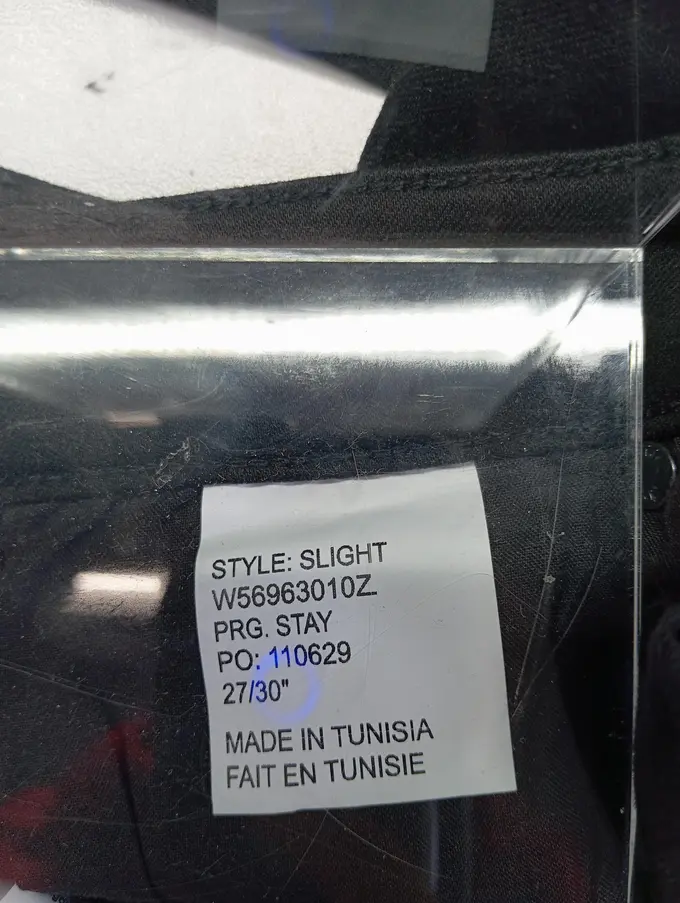 STYLE: SLIGHT
W56963010Z
PRG. STAY
PO: 110629
27/30"
MADE IN TUNISIA
FAIT EN TUNISIE